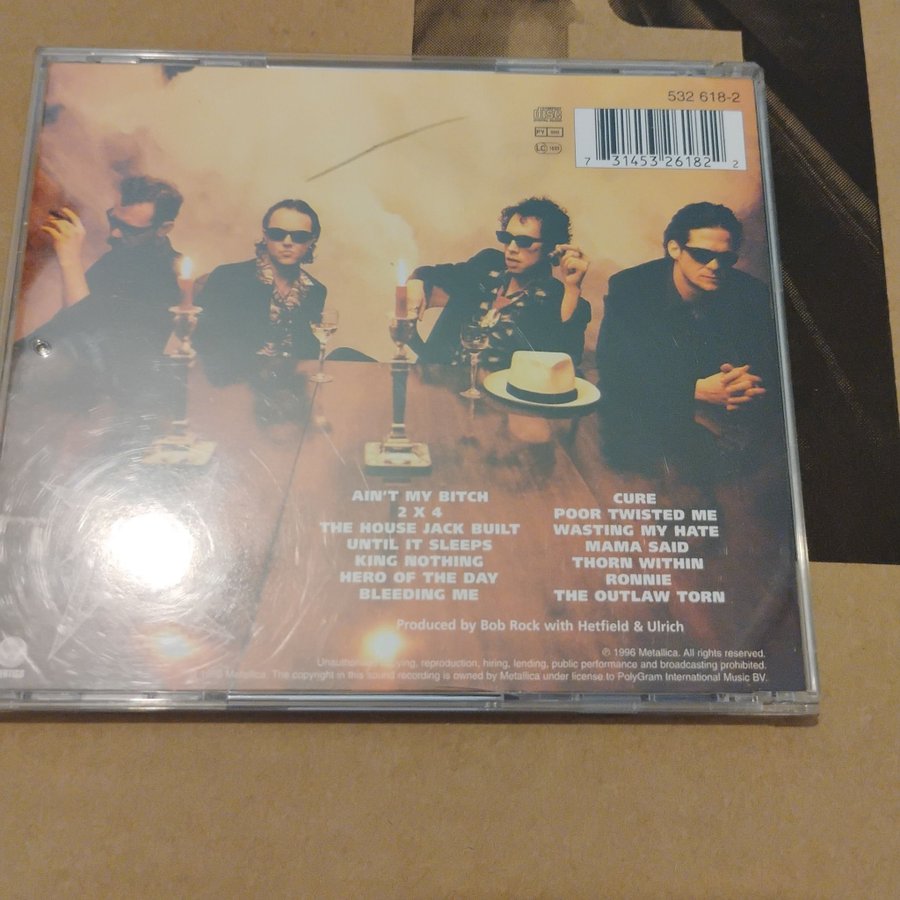 532 618-2
7 31453 26182 2
AIN'T MY BITCH
2 X 4
THE HOUSE JACK BUILT
UNTIL IT SLEEPS
KING NOTHING
HERO OF THE DAY
BLEEDING ME
CURE
POOR TWISTED ME
WASTING MY HATE
MAMA SAID
THORN WITHIN
RONNIE
THE OUTLAW TORN
Produced by Bob Rock with Hetfield & Ulrich
℗ 1996 Metallica. All rights reserved.
reproduction, hiring, lending, public performance and broadcasting prohibited.
Metallica. The copyright in this sound recording is owned by Metallica under license to PolyGram International Music BV.